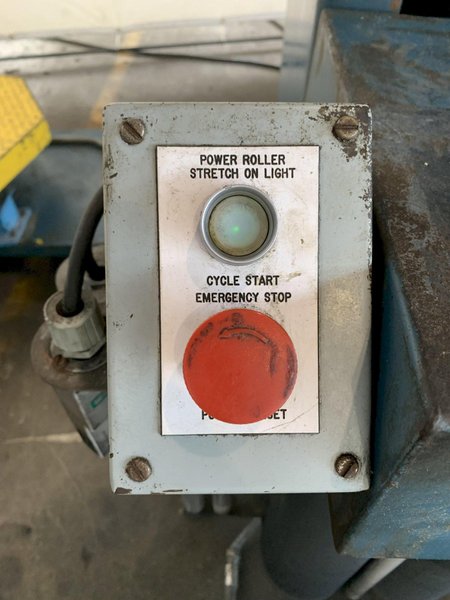 POWER ROLLER
STRETCH ON LIGHT
CYCLE START
EMERGENCY STOP